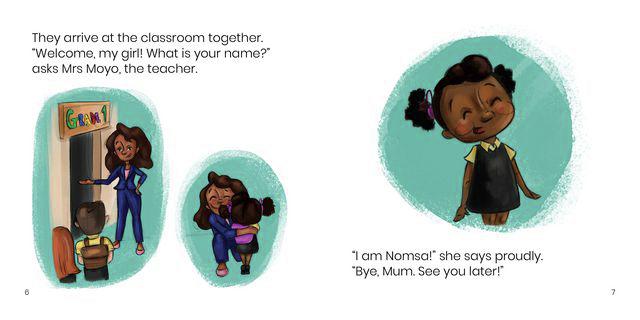 They arrive at the classroom together.
“Welcome, my girl! What is your name?”
asks Mrs Moyo, the teacher.
GRADE 1
6
“I am Nomsa!” she says proudly.
“Bye, Mum. See you later!”
7